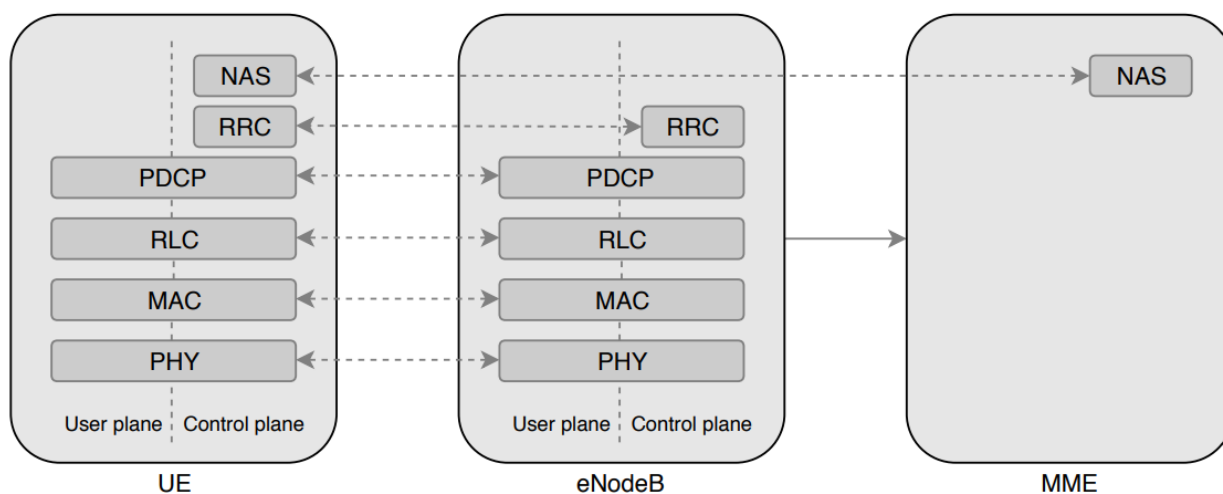 NAS
NAS
RRC
RRC
PDCP
PDCP
RLC
RLC
MAC
MAC
PHY
PHY
User plane
Control plane
User plane
Control plane
UE
eNodeB
MME